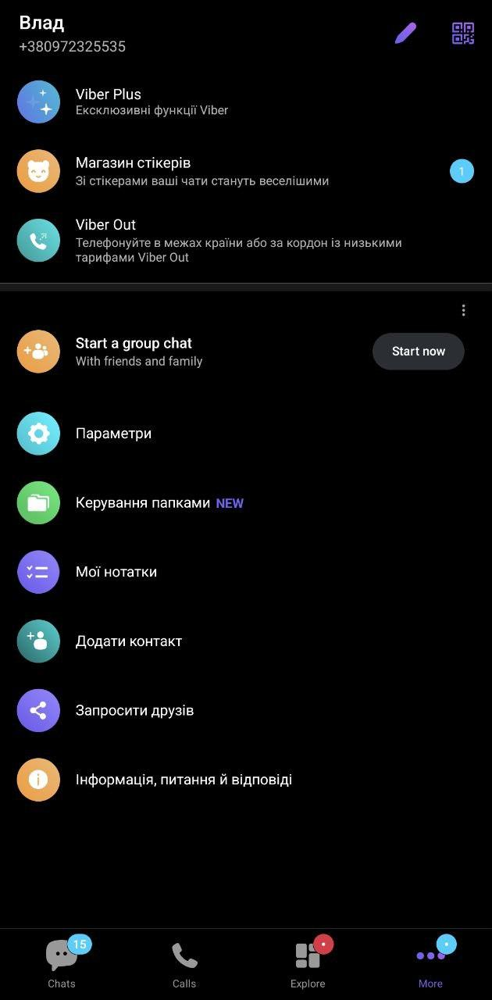 Влад
+380972325535
Viber Plus
Ексклюзивні функції Viber
Магазин стікерів
Зі стікерами ваші чати стануть веселішими
1
Viber Out
Телефонуйте в межах країни або за кордон із низькими
тарифами Viber Out
Start a group chat
With friends and family
Start now
Параметри
Керування папками NEW
Мої нотатки
Додати контакт
Запросити друзів
Інформація, питання й відповіді
15
Chats
Calls
Explore
More